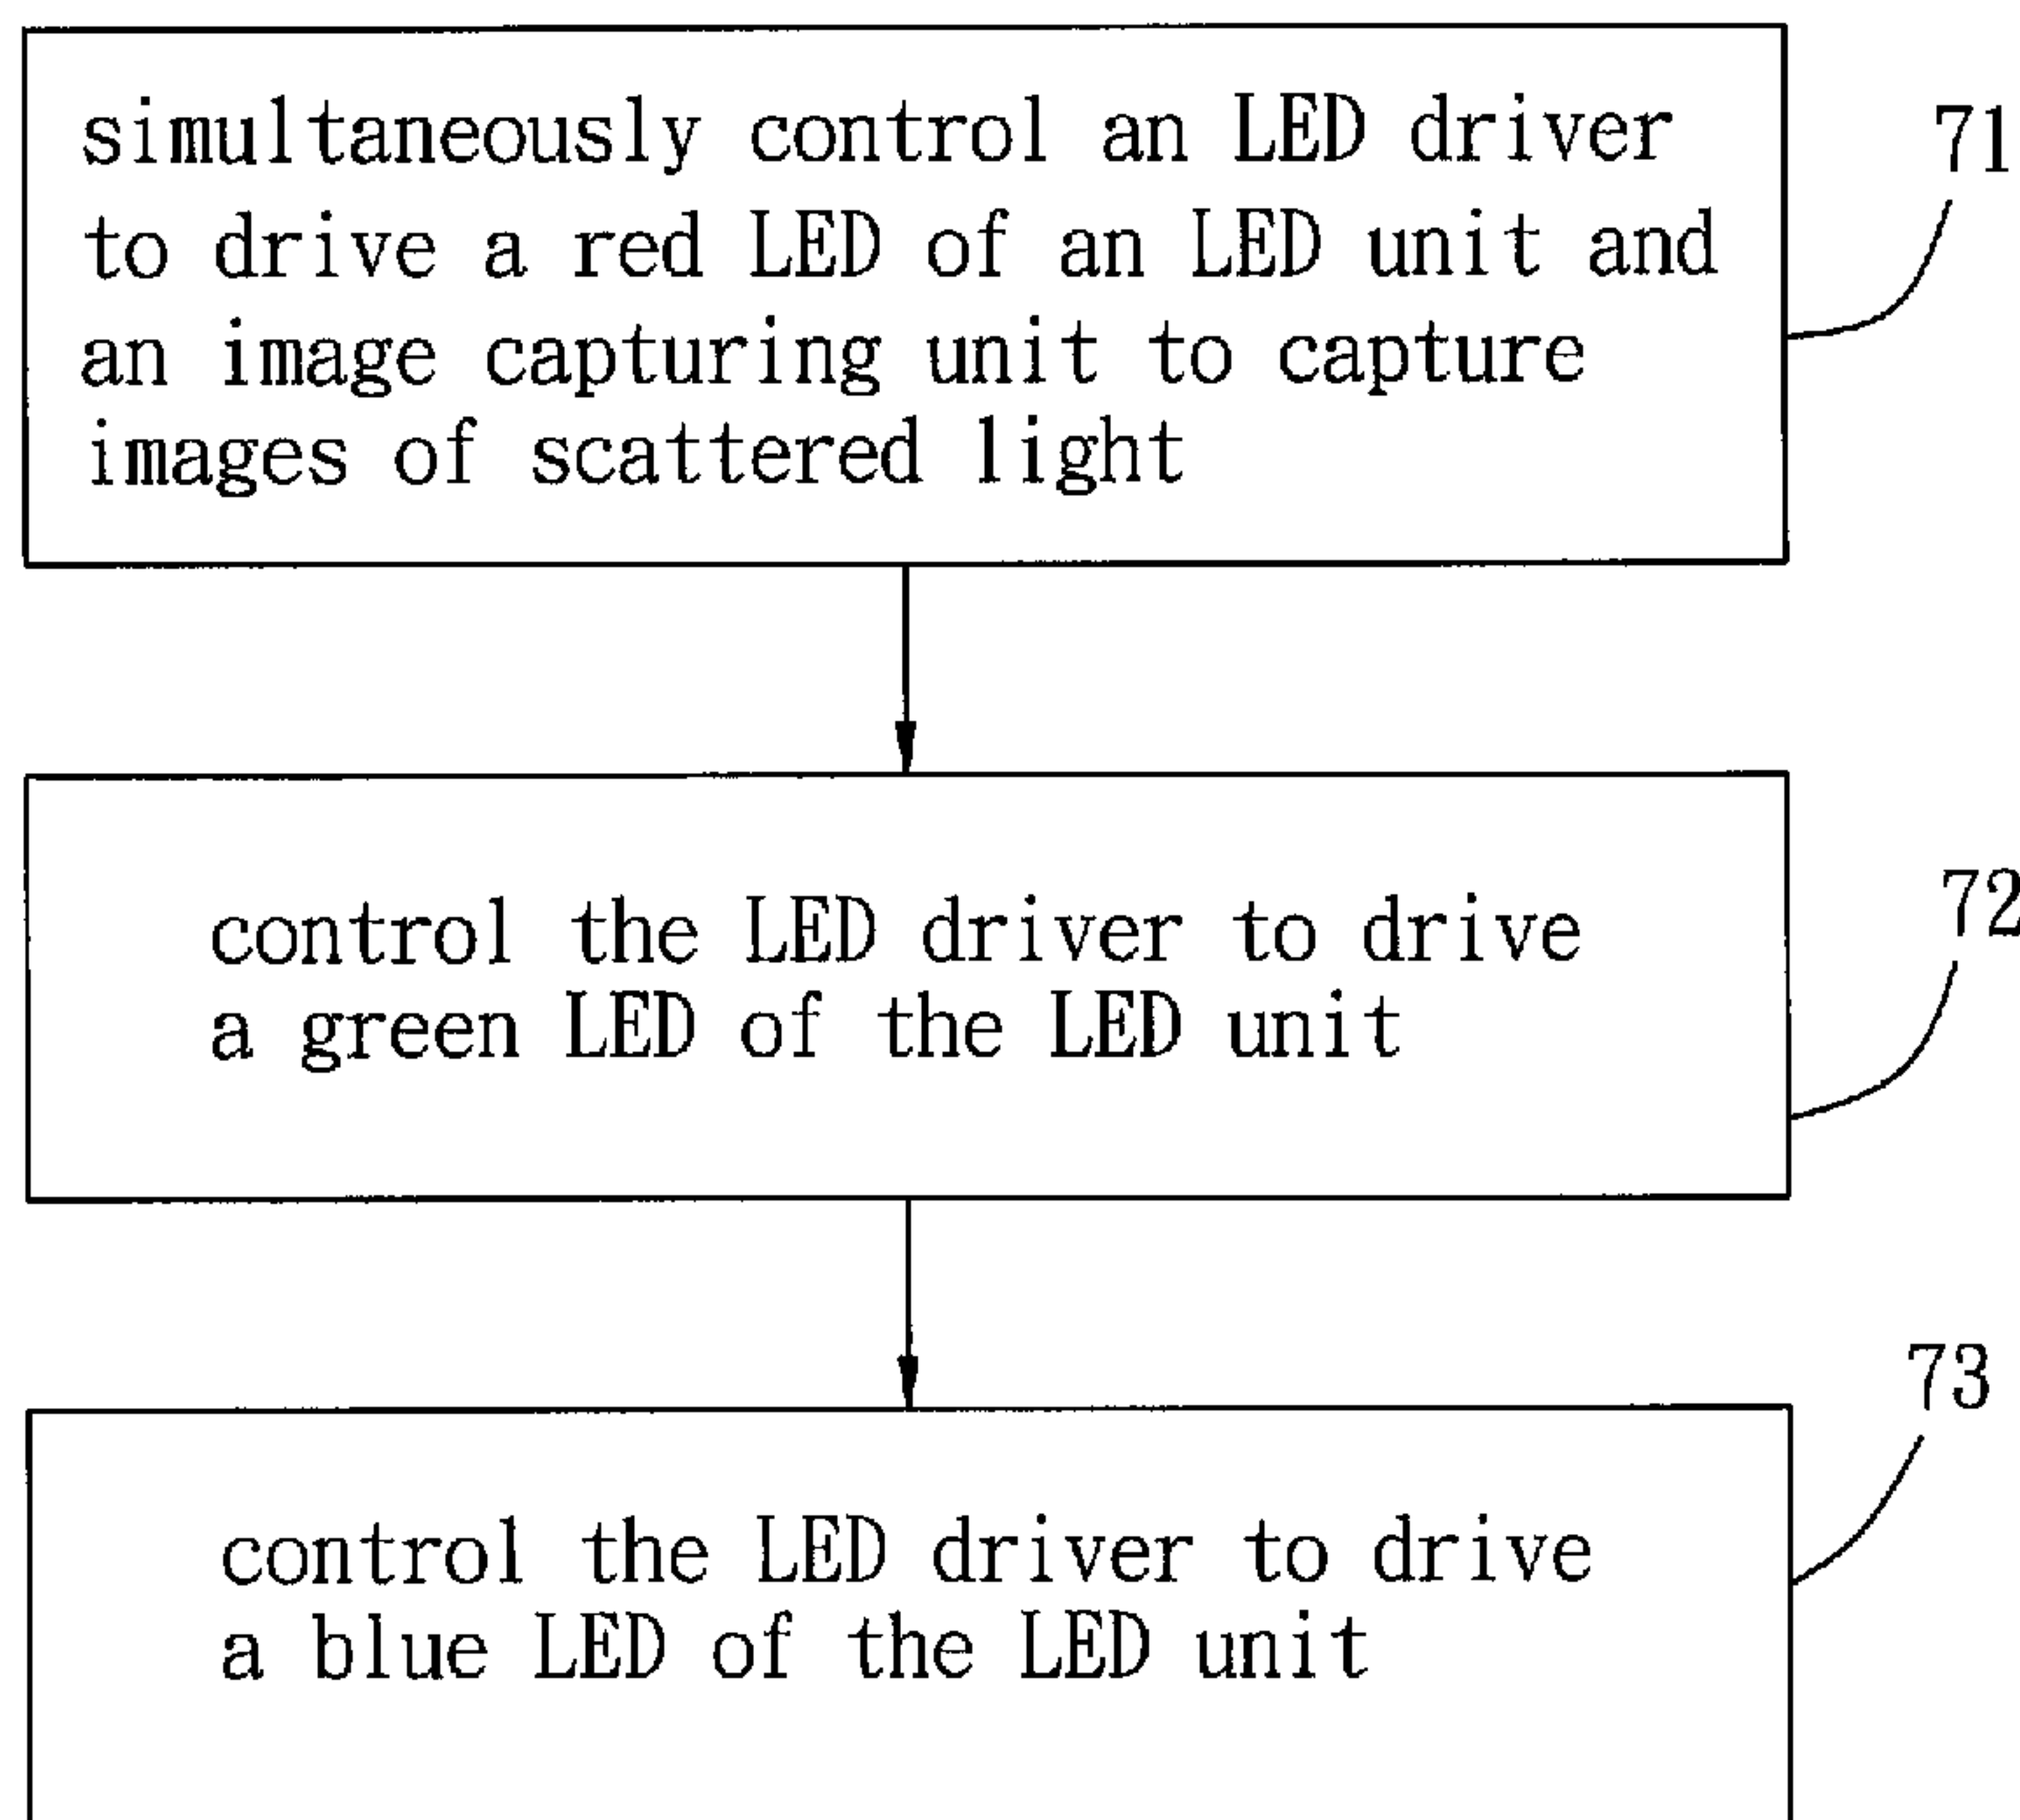 simultaneously control an LED driver
to drive a red LED of an LED unit and
an image capturing unit to capture
images of scattered light
71
control the LED driver to drive
a green LED of the LED unit
72
control the LED driver to drive
a blue LED of the LED unit
73